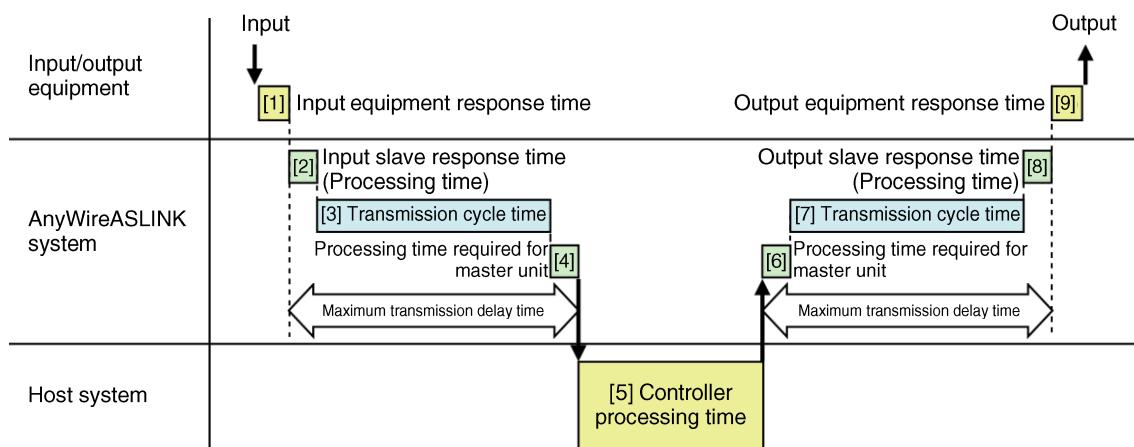 Input
Output
Input/output
equipment
[1] Input equipment response time
Output equipment response time [9]
AnyWireASLINK
system
[2] Input slave response time
(Processing time)
[3] Transmission cycle time
Processing time required for
master unit [4]
Maximum transmission delay time
Output slave response time [8]
(Processing time)
[7] Transmission cycle time
[6] Processing time required for
master unit
Maximum transmission delay time
Host system
[5] Controller
processing time